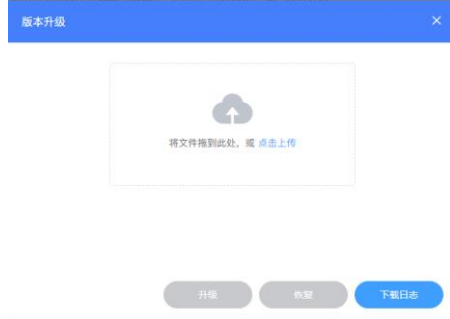 版本升级
将文件拖到此处，或 点击上传
升级
恢复
下载日志